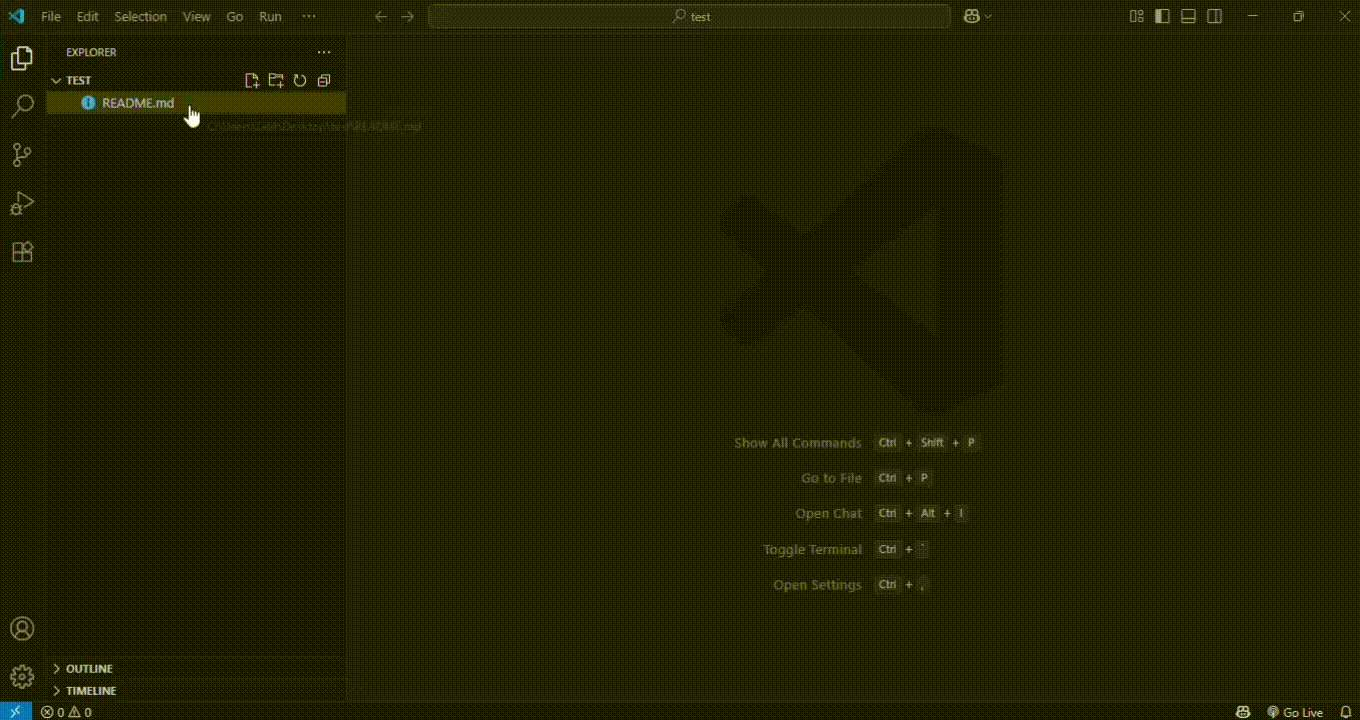 File Edit Selection View Go Run ···
test
EXPLORER ···
TEST
README.md
Show All Commands Ctrl + Shift + P
Go to File Ctrl + P
Open Chat Ctrl + Alt + I
Toggle Terminal Ctrl + `
Open Settings Ctrl + ,
OUTLINE
TIMELINE
0 0
Go Live